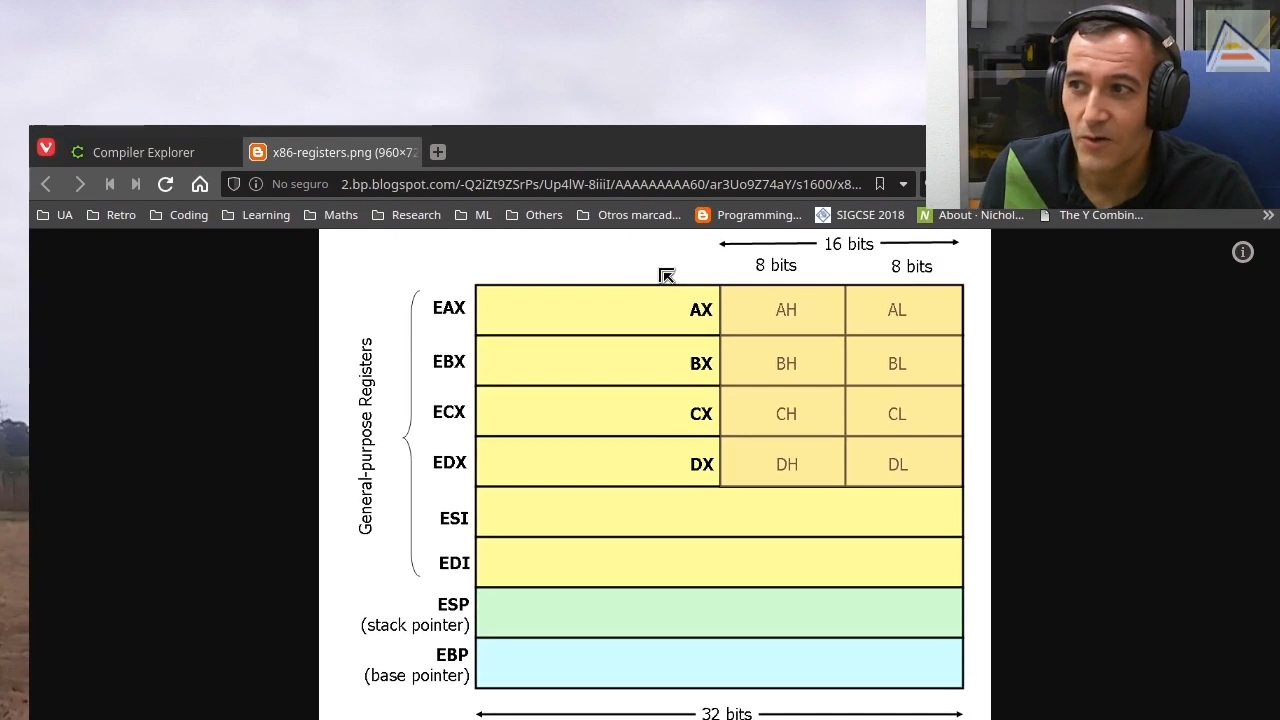 Compiler Explorer
x86-registers.png (960×72
No seguro
2.bp.blogspot.com/-Q2iZt9ZSrPs/Up4lW-8iiiI/AAAAAAAAA60/ar3Uo9Z74aY/s1600/x8...
UA Retro Coding Learning Maths Research ML Others Otros marcad... Programming... SIGCSE 2018 About · Nichol... The Y Combin... »
16 bits
8 bits 8 bits
General-purpose Registers
EAX AX AH AL
EBX BX BH BL
ECX CX CH CL
EDX DX DH DL
ESI
EDI
ESP
(stack pointer)
EBP
(base pointer)
32 bits